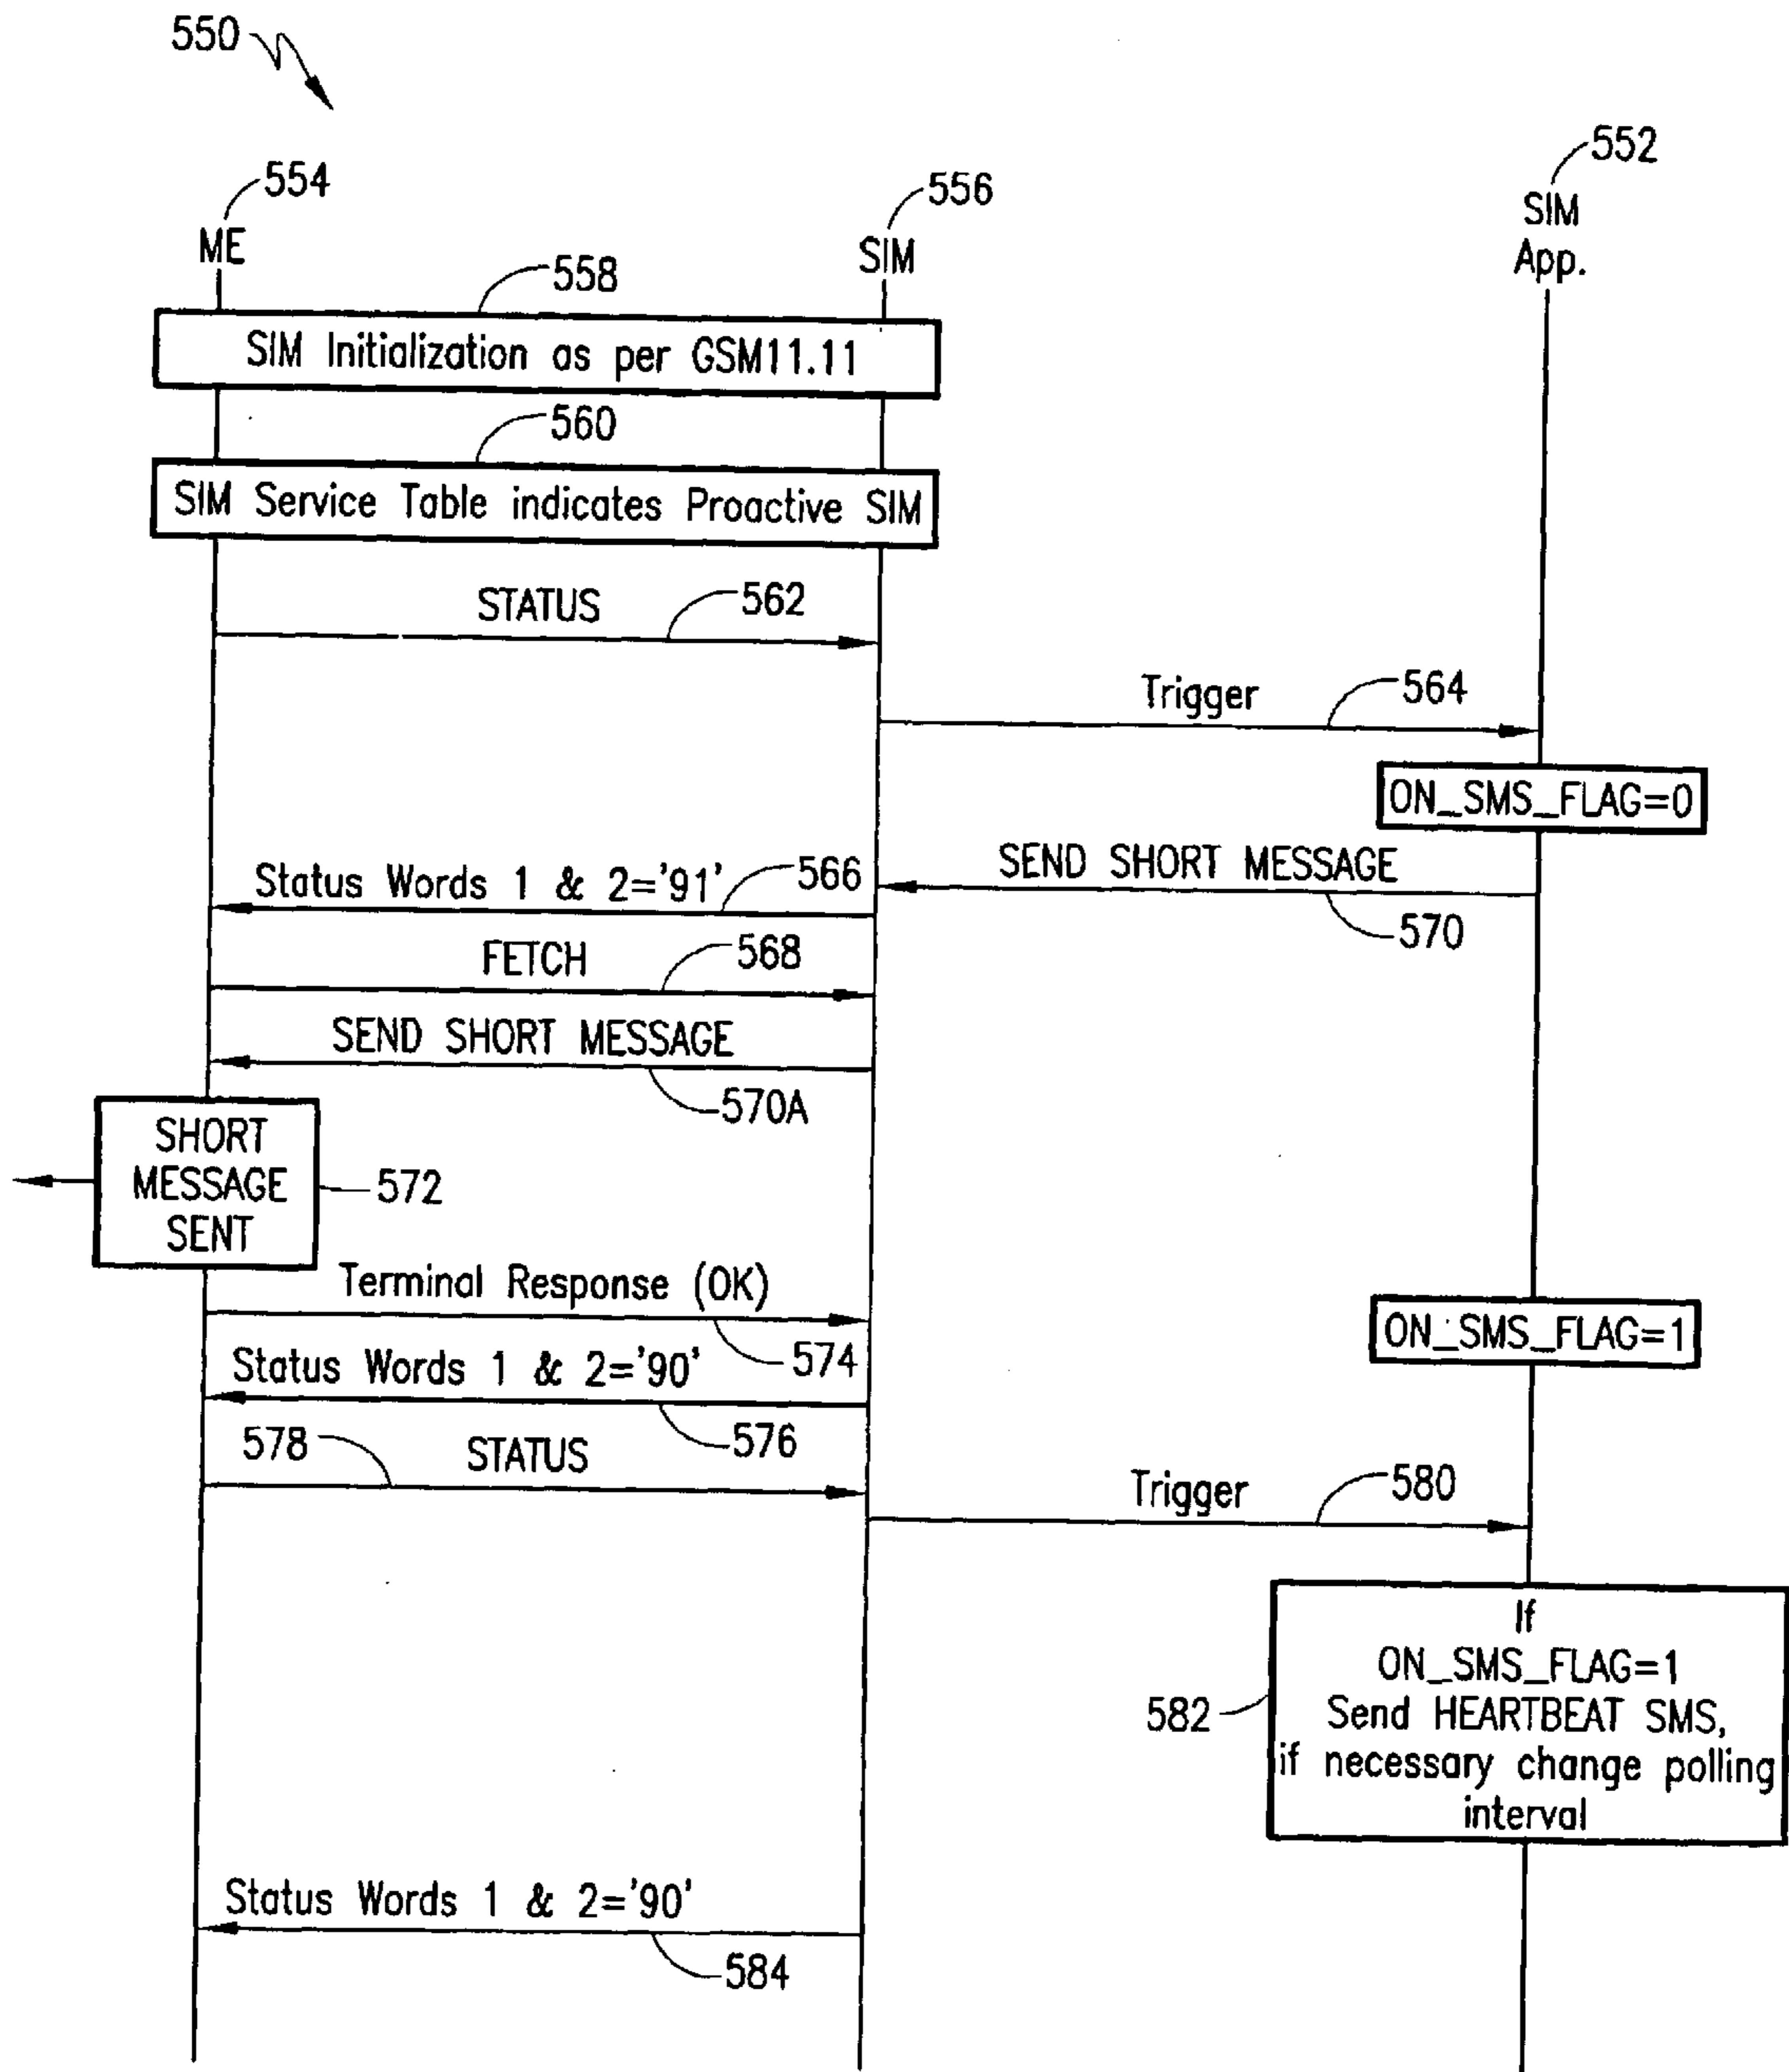 550
554
556
552
ME
SIM
SIM
App.
558
SIM Initialization as per GSM11.11
560
SIM Service Table indicates Proactive SIM
STATUS
562
Trigger
564
ON_SMS_FLAG=0
Status Words 1 & 2='91'
566
SEND SHORT MESSAGE
570
FETCH
568
SEND SHORT MESSAGE
570A
SHORT
MESSAGE
SENT
572
Terminal Response (OK)
574
ON_SMS_FLAG=1
Status Words 1 & 2='90'
576
578
STATUS
Trigger
580
If
ON_SMS_FLAG=1
Send HEARTBEAT SMS,
if necessary change polling
interval
582
Status Words 1 & 2='90'
584